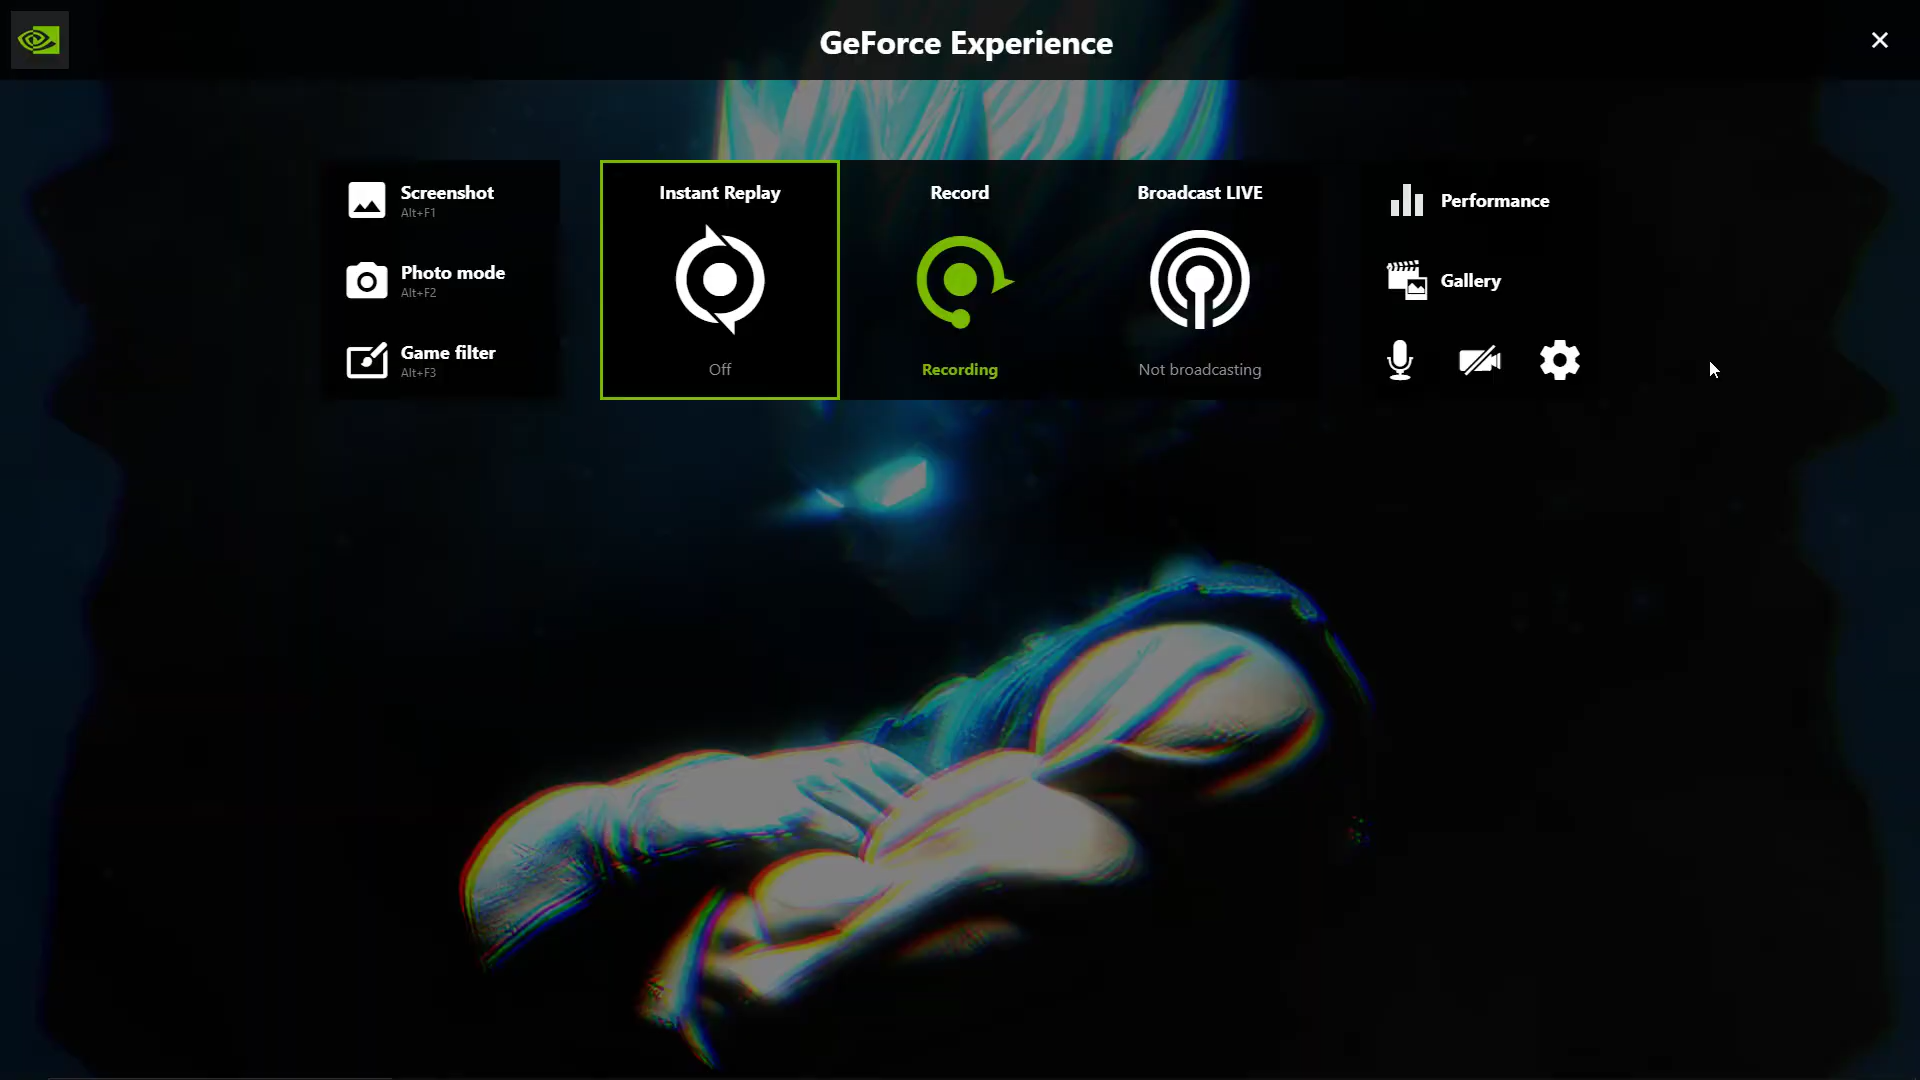 GeForce Experience
Screenshot
Alt+F1
Photo mode
Alt+F2
Game filter
Alt+F3
Instant Replay
Off
Record
Recording
Broadcast LIVE
Not broadcasting
Performance
Gallery